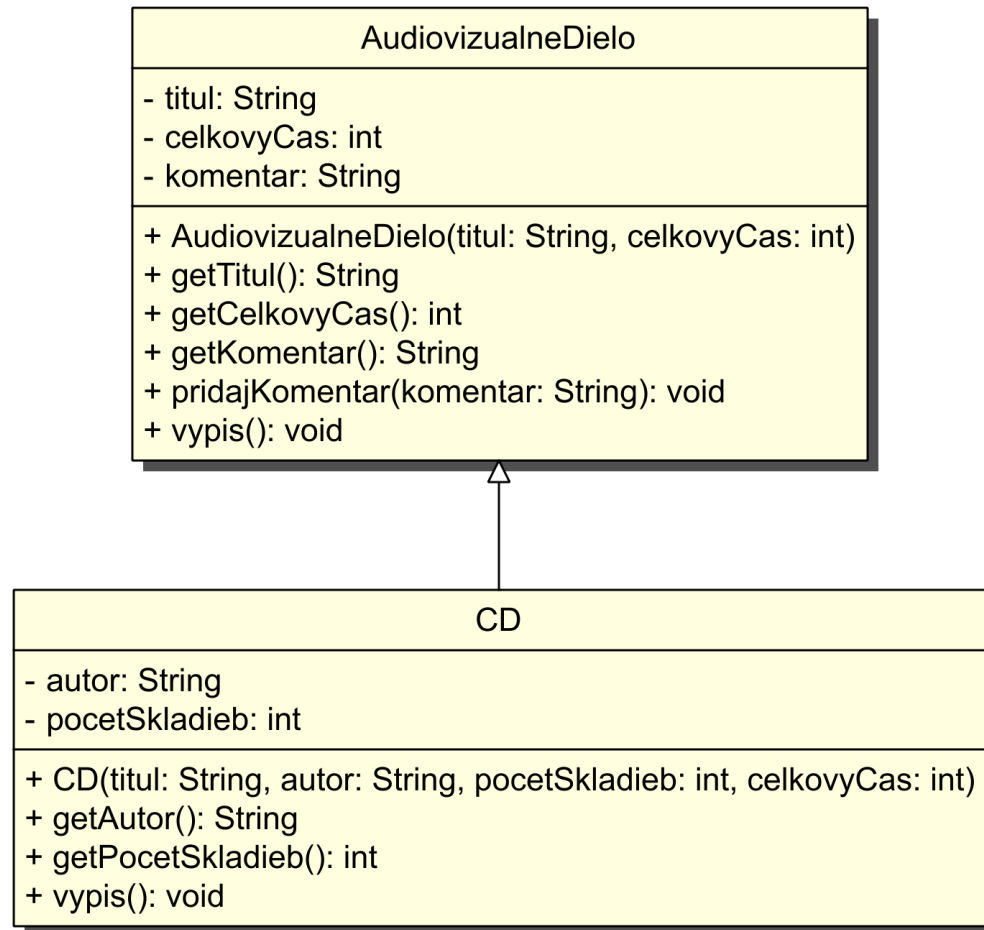 AudiovizualneDielo
- titul: String
- celkovyCas: int
- komentar: String
+ AudiovizualneDielo(titul: String, celkovyCas: int)
+ getTitul(): String
+ getCelkovyCas(): int
+ getKomentar(): String
+ pridajKomentar(komentar: String): void
+ vypis(): void
CD
- autor: String
- pocetSkladieb: int
+ CD(titul: String, autor: String, pocetSkladieb: int, celkovyCas: int)
+ getAutor(): String
+ getPocetSkladieb(): int
+ vypis(): void